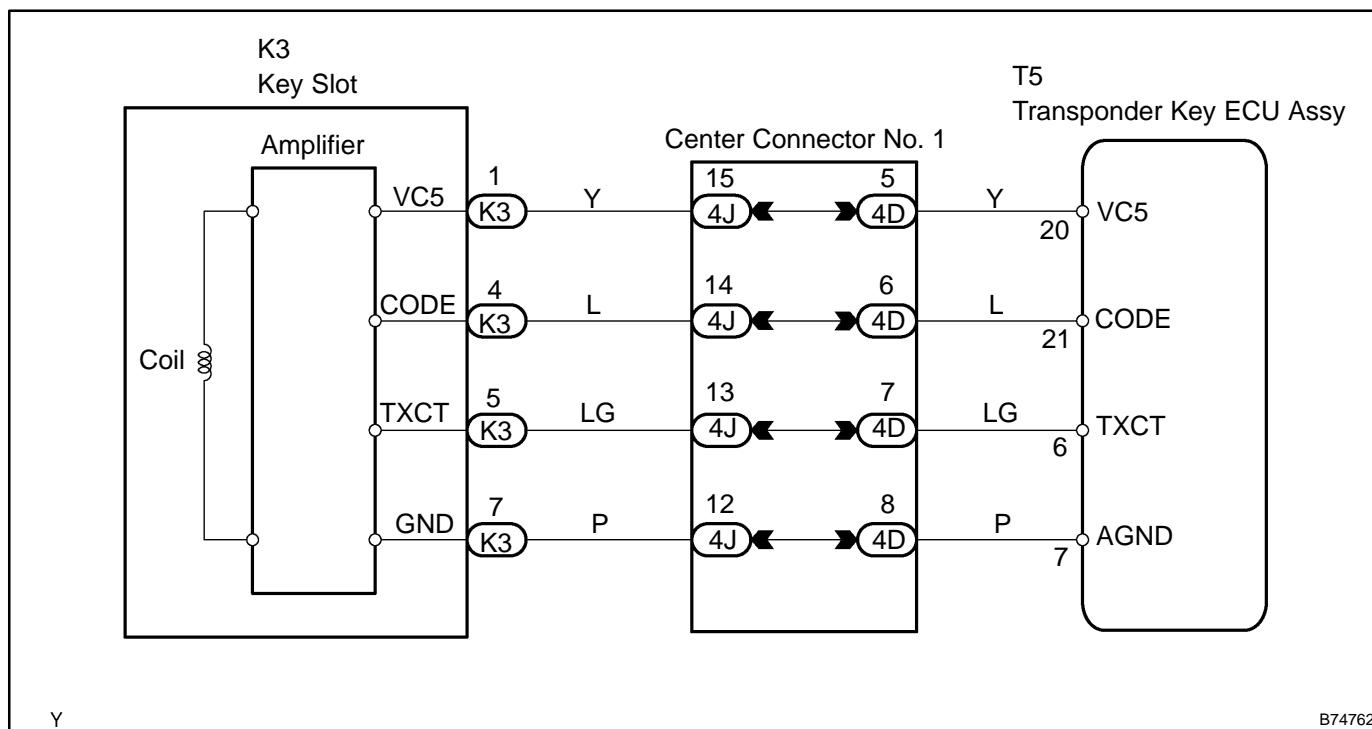 K3
Key Slot
T5
Transponder Key ECU Assy
Amplifier
Center Connector No. 1
VC5 1 K3 Y 15 4J 5 4D Y 20 VC5
CODE 4 K3 L 14 4J 6 4D L 21 CODE
Coil
TXCT 5 K3 LG 13 4J 7 4D LG 6 TXCT
GND 7 K3 P 12 4J 8 4D P 7 AGND
Y
B74762